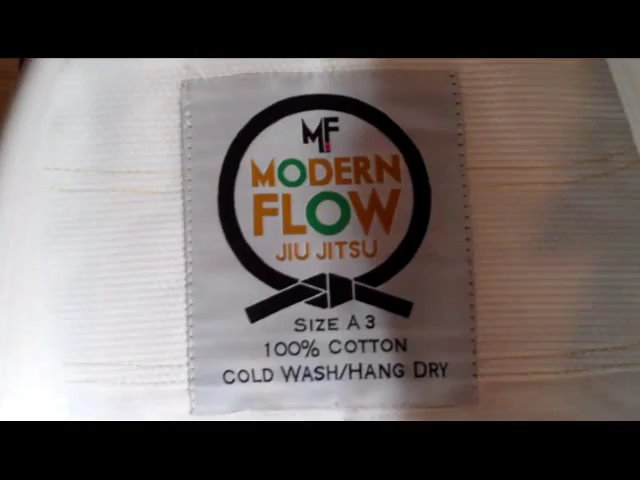 MF
MODERN
FLOW
JIU JITSU
SIZE A3
100% COTTON
COLD WASH/HANG DRY